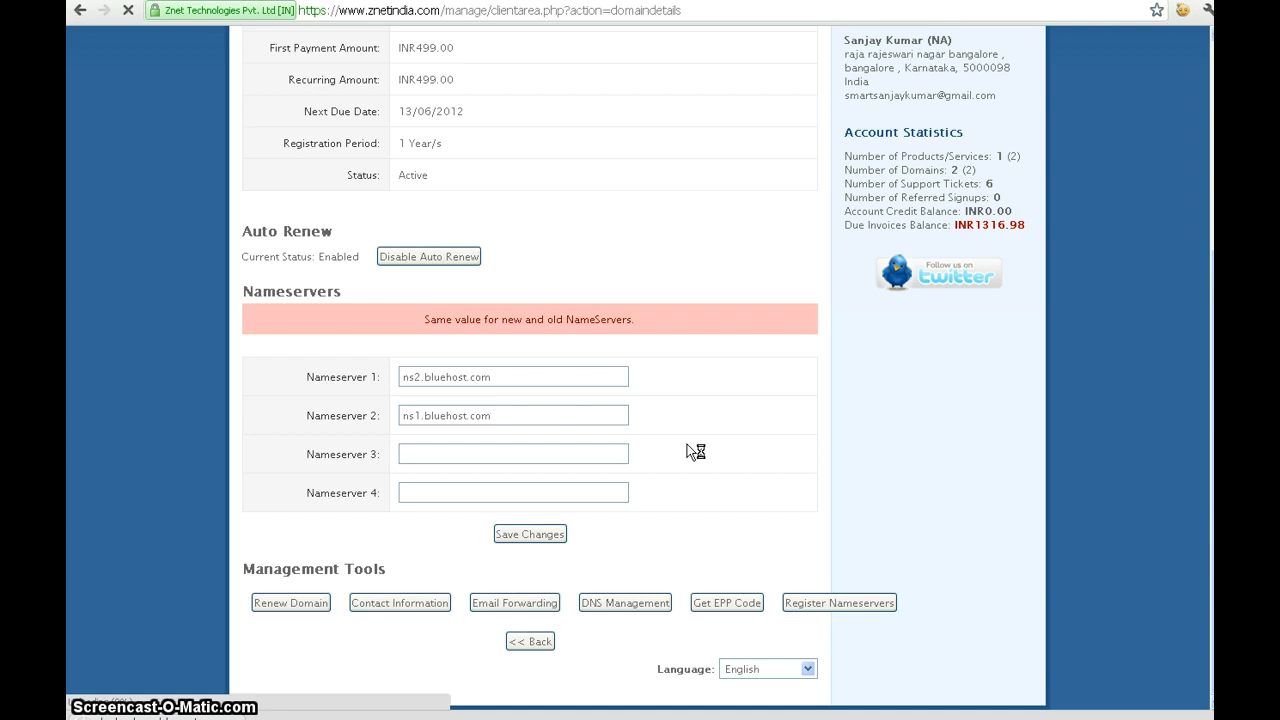 Znet Technologies Pvt. Ltd [IN] https://www.znetindia.com/manage/clientarea.php?action=domaindetails
First Payment Amount: INR499.00
Recurring Amount: INR499.00
Next Due Date: 13/06/2012
Registration Period: 1 Year/s
Status: Active
Auto Renew
Current Status: Enabled Disable Auto Renew
Nameservers
Same value for new and old NameServers.
Nameserver 1: ns2.bluehost.com
Nameserver 2: ns1.bluehost.com
Nameserver 3:
Nameserver 4:
Save Changes
Management Tools
Renew Domain Contact Information Email Forwarding DNS Management Get EPP Code Register Nameservers
<< Back
Language: English
Sanjay Kumar (NA)
raja rajeswari nagar bangalore ,
bangalore , Karnataka, 5000098
India
smartsanjaykumar@gmail.com
Account Statistics
Number of Products/Services: 1 (2)
Number of Domains: 2 (2)
Number of Support Tickets: 6
Number of Referred Signups: 0
Account Credit Balance: INR0.00
Due Invoices Balance: INR1316.98
Follow us on
twitter
Screencast-O-Matic.com